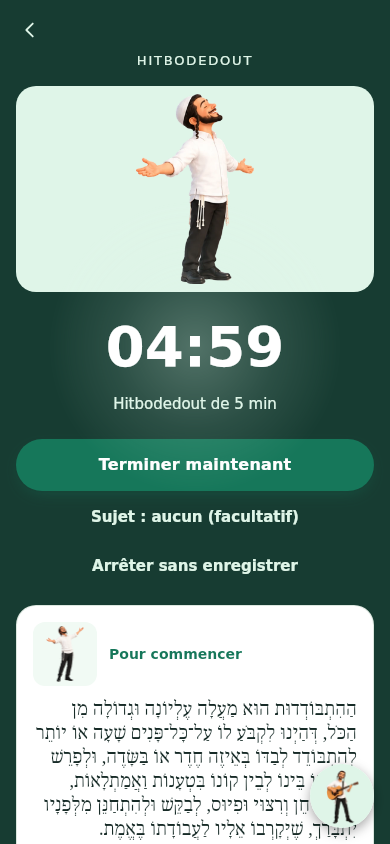 HITBODEDOUT
04:59
Hitbodedout de 5 min
Terminer maintenant
Sujet : aucun (facultatif)
Arrêter sans enregistrer
Pour commencer
הַהִתְבּוֹדְדוּת הוּא מַעֲלָה עֶלְיוֹנָה וּגְדוֹלָה מִן
הַכֹּל, דְּהַיְנוּ לִקְבֹּעַ לוֹ עַל־כָּל־פָּנִים שָׁעָה אוֹ יוֹתֵר
לְהִתְבּוֹדֵד לְבַדּוֹ בְּאֵיזֶה חֶדֶר אוֹ בַּשָּׂדֶה, וּלְפָרֵשׁ
בֵּינוֹ לְבֵין קוֹנוֹ בִּטְעָנוֹת וַאֲמַתְלָאוֹת,
חֵן וְרִצּוּי וּפִיּוּס, לְבַקֵּשׁ וּלְהִתְחַנֵּן מִלְּפָנָיו
יִתְבָּרַךְ, שֶׁיְּקָרְבוֹ אֵלָיו לַעֲבוֹדָתוֹ בֶּאֱמֶת.